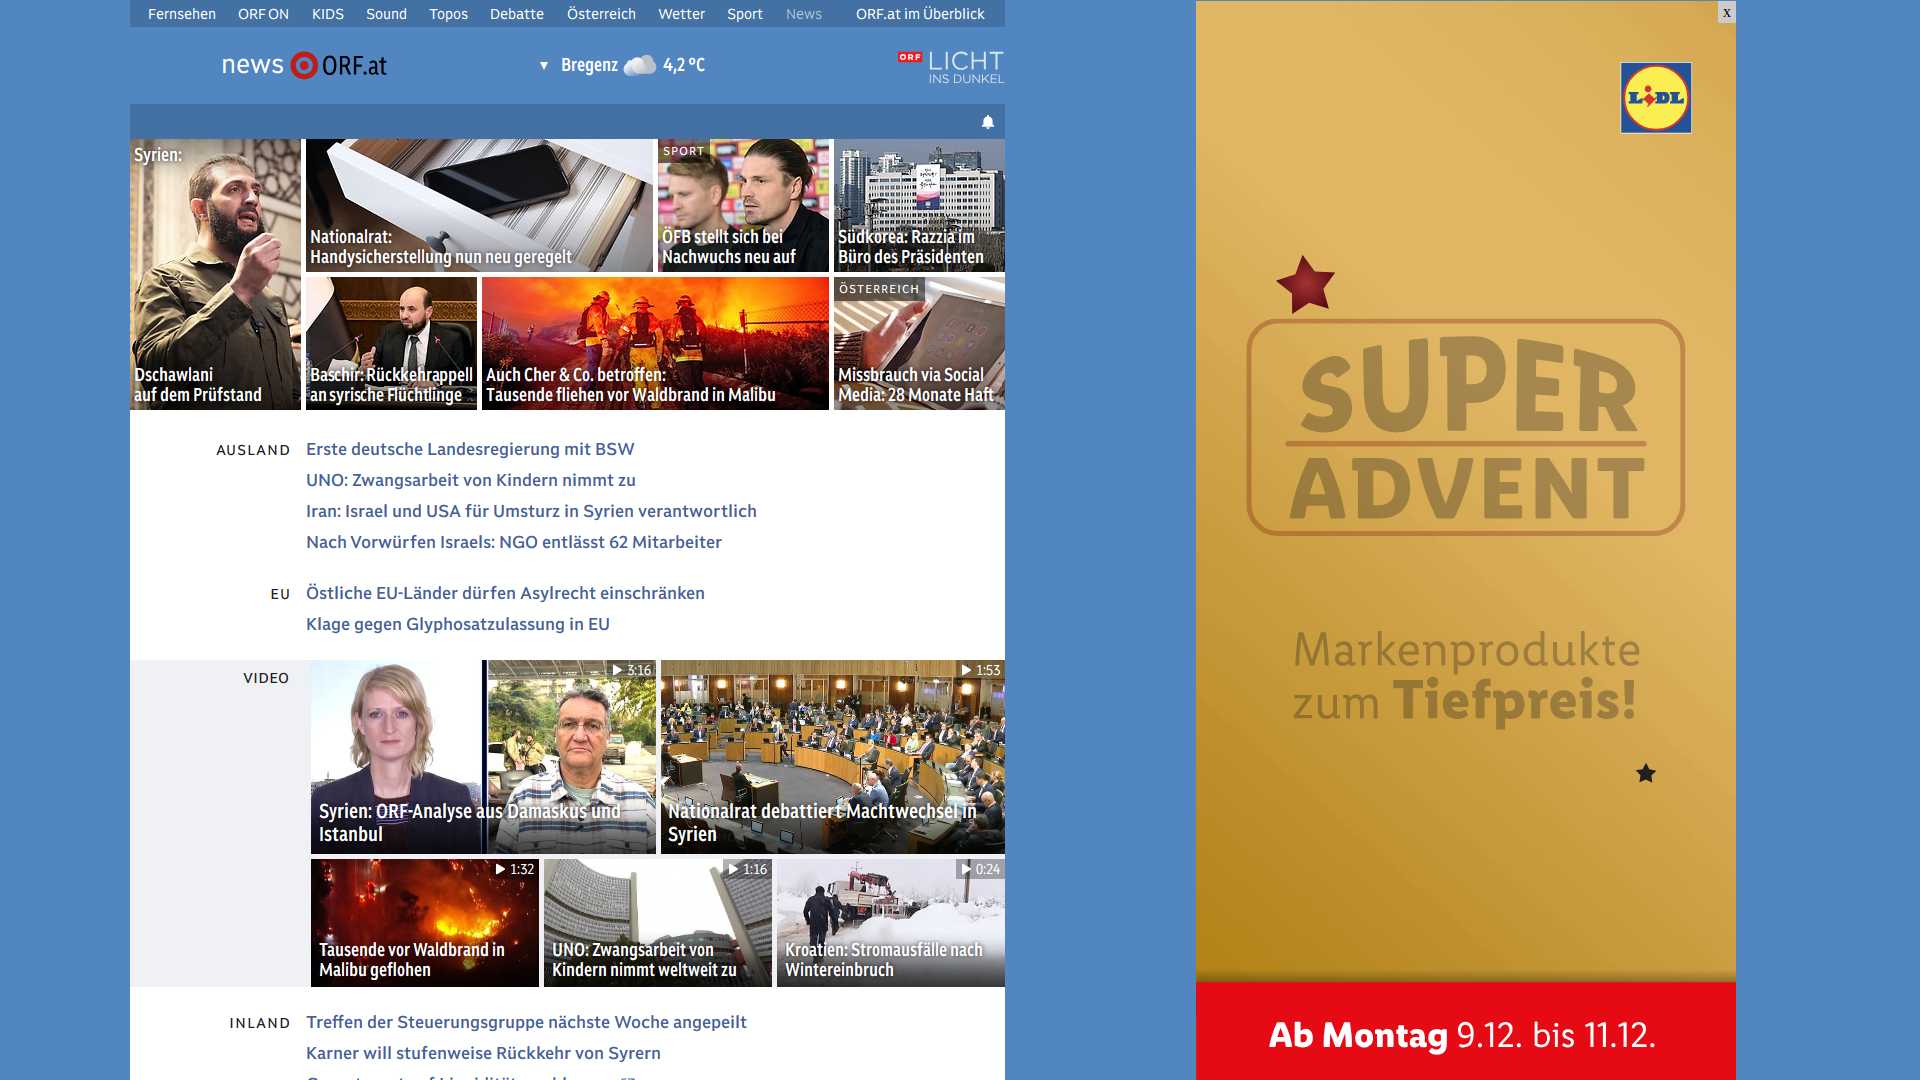 Fernsehen ORF ON KIDS Sound Topos Debatte Österreich Wetter Sport News ORF.at im Überblick
news ORF.at
▼ Bregenz 4,2 °C
ORF LICHT
INS DUNKEL
Syrien:
Dschawlani
auf dem Prüfstand
Nationalrat:
Handysicherstellung nun neu geregelt
SPORT
ÖFB stellt sich bei
Nachwuchs neu auf
Südkorea: Razzia im
Büro des Präsidenten
Baschir: Rückkehrappell
an syrische Flüchtlinge
Auch Cher & Co. betroffen:
Tausende fliehen vor Waldbrand in Malibu
ÖSTERREICH
Missbrauch via Social
Media: 28 Monate Haft
AUSLAND
Erste deutsche Landesregierung mit BSW
UNO: Zwangsarbeit von Kindern nimmt zu
Iran: Israel und USA für Umsturz in Syrien verantwortlich
Nach Vorwürfen Israels: NGO entlässt 62 Mitarbeiter
EU
Östliche EU-Länder dürfen Asylrecht einschränken
Klage gegen Glyphosatzulassung in EU
VIDEO
3:16
Syrien: ORF-Analyse aus Damaskus und
Istanbul
1:53
Nationalrat debattiert Machtwechsel in
Syrien
1:32
Tausende vor Waldbrand in
Malibu geflohen
1:16
UNO: Zwangsarbeit von
Kindern nimmt weltweit zu
0:24
Kroatien: Stromausfälle nach
Wintereinbruch
INLAND
Treffen der Steuerungsgruppe nächste Woche angepeilt
Karner will stufenweise Rückkehr von Syrern
X
LIDL
SUPER
ADVENT
Markenprodukte
zum Tiefpreis!
Ab Montag 9.12. bis 11.12.